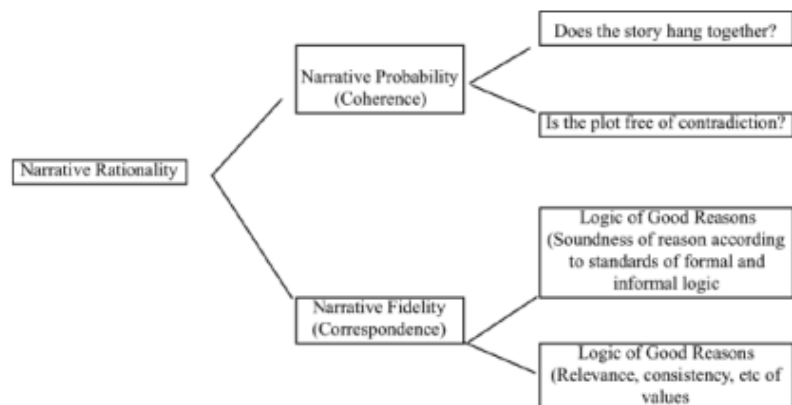 Does the story hang together?
Narrative Probability
(Coherence)
Is the plot free of contradiction?
Narrative Rationality
Logic of Good Reasons
(Soundness of reason according
to standards of formal and
informal logic
Narrative Fidelity
(Correspondence)
Logic of Good Reasons
(Relevance, consistency, etc of
values